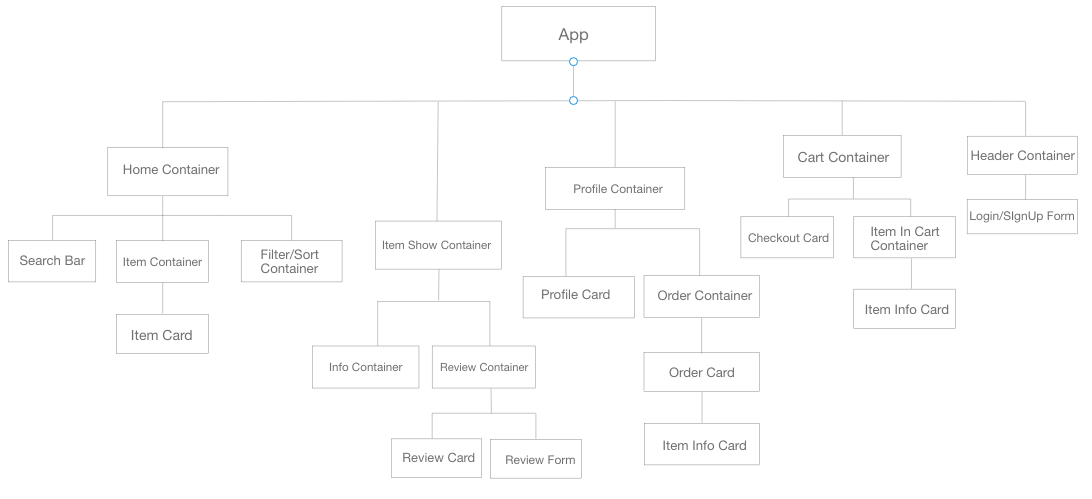 App
Home Container
Item Show Container
Profile Container
Cart Container
Header Container
Search Bar
Item Container
Filter/Sort
Container
Item Card
Info Container
Review Container
Review Card
Review Form
Profile Card
Order Container
Order Card
Item Info Card
Checkout Card
Item In Cart
Container
Item Info Card
Login/SIgnUp Form